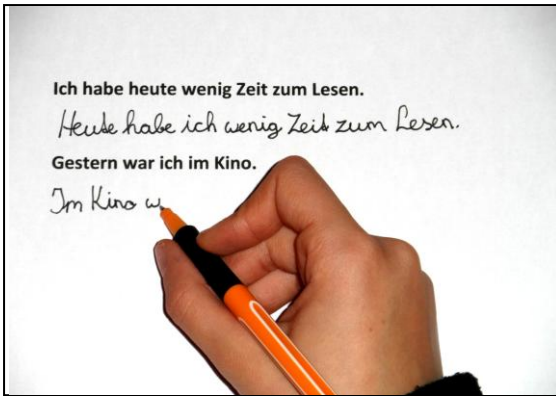 Ich habe heute wenig Zeit zum Lesen.
Heute habe ich wenig Zeit zum Lesen.
Gestern war ich im Kino.
Im Kino w